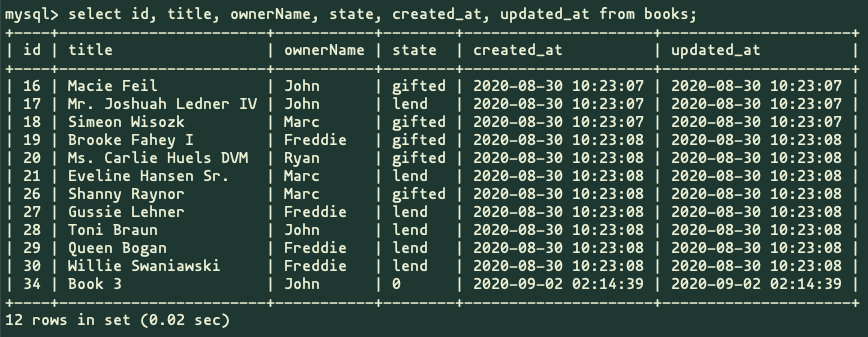 mysql> select id, title, ownerName, state, created_at, updated_at from books;
+----+----------------------+-----------+--------+---------------------+---------------------+
| id | title                | ownerName | state  | created_at          | updated_at          |
+----+----------------------+-----------+--------+---------------------+---------------------+
| 16 | Macie Feil           | John      | gifted | 2020-08-30 10:23:07 | 2020-08-30 10:23:07 |
| 17 | Mr. Joshuah Ledner IV | John      | lend   | 2020-08-30 10:23:07 | 2020-08-30 10:23:07 |
| 18 | Simeon Wisozk        | Marc      | gifted | 2020-08-30 10:23:07 | 2020-08-30 10:23:07 |
| 19 | Brooke Fahey I       | Freddie   | gifted | 2020-08-30 10:23:08 | 2020-08-30 10:23:08 |
| 20 | Ms. Carlie Huels DVM | Ryan      | gifted | 2020-08-30 10:23:08 | 2020-08-30 10:23:08 |
| 21 | Eveline Hansen Sr.   | Marc      | lend   | 2020-08-30 10:23:08 | 2020-08-30 10:23:08 |
| 26 | Shanny Raynor        | Marc      | gifted | 2020-08-30 10:23:08 | 2020-08-30 10:23:08 |
| 27 | Gussie Lehner        | Freddie   | lend   | 2020-08-30 10:23:08 | 2020-08-30 10:23:08 |
| 28 | Toni Braun           | John      | lend   | 2020-08-30 10:23:08 | 2020-08-30 10:23:08 |
| 29 | Queen Bogan          | Freddie   | lend   | 2020-08-30 10:23:08 | 2020-08-30 10:23:08 |
| 30 | Willie Swaniawski    | Freddie   | lend   | 2020-08-30 10:23:08 | 2020-08-30 10:23:08 |
| 34 | Book 3               | John      | 0      | 2020-09-02 02:14:39 | 2020-09-02 02:14:39 |
+----+----------------------+-----------+--------+---------------------+---------------------+
12 rows in set (0.02 sec)